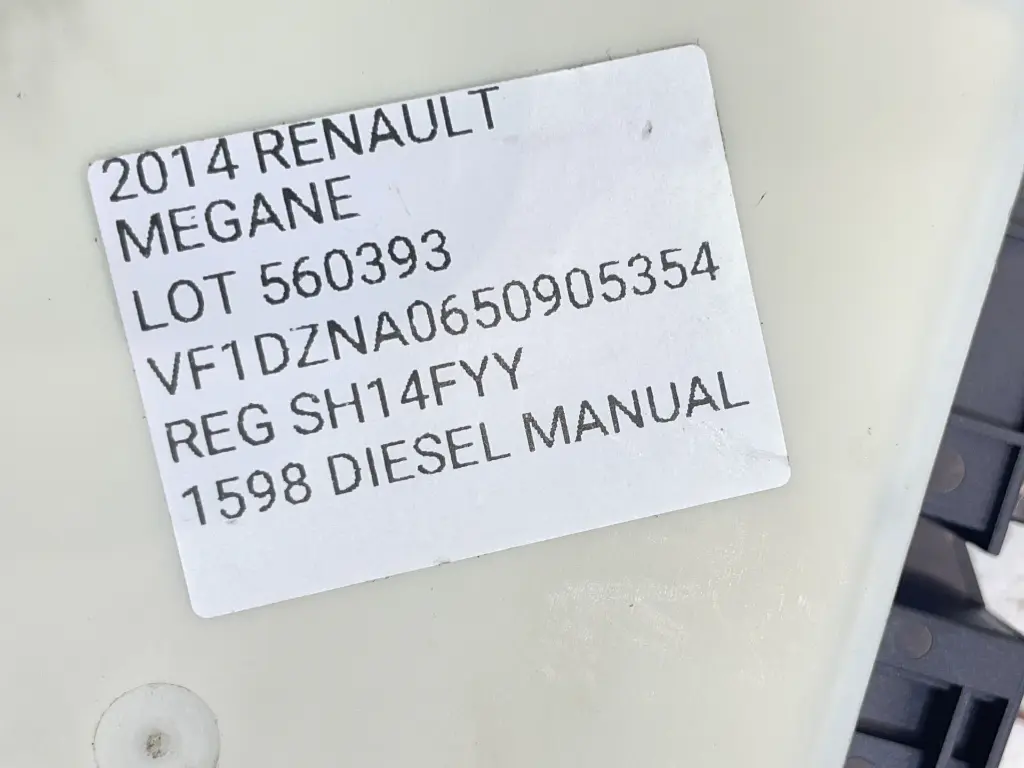 2014 RENAULT
MEGANE
LOT 560393
VF1DZNA0650905354
REG SH14FYY
1598 DIESEL MANUAL